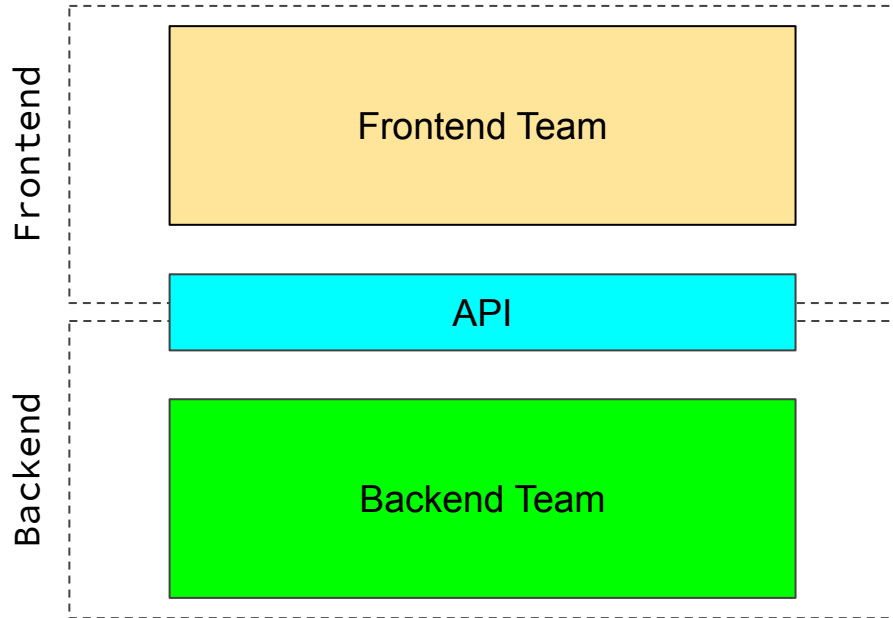 Frontend
Frontend Team
API
Backend
Backend Team